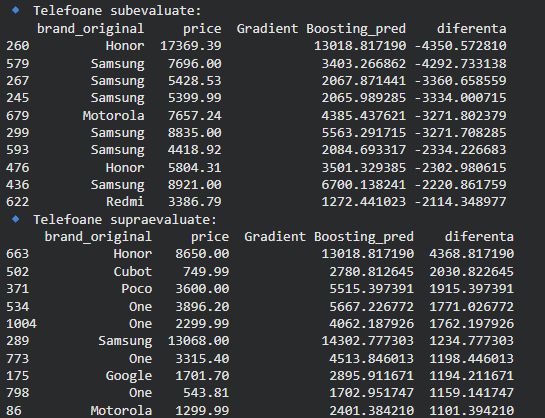 Telefoane subevaluate:
brand_original price Gradient Boosting_pred diferenta
260 Honor 17369.39 13018.817190 -4350.572810
579 Samsung 7696.00 3403.266862 -4292.733138
267 Samsung 5428.53 2067.871441 -3360.658559
245 Samsung 5399.99 2065.989285 -3334.000715
679 Motorola 7657.24 4385.437621 -3271.802379
299 Samsung 8835.00 5563.291715 -3271.708285
593 Samsung 4418.92 2084.693317 -2334.226683
476 Honor 5804.31 3501.329385 -2302.980615
436 Samsung 8921.00 6700.138241 -2220.861759
622 Redmi 3386.79 1272.441023 -2114.348977
Telefoane supraevaluate:
brand_original price Gradient Boosting_pred diferenta
663 Honor 8650.00 13018.817190 4368.817190
502 Cubot 749.99 2780.812645 2030.822645
371 Poco 3600.00 5515.397391 1915.397391
534 One 3896.20 5667.226772 1771.026772
1004 One 2299.99 4062.187926 1762.197926
289 Samsung 13068.00 14302.777303 1234.777303
773 One 3315.40 4513.846013 1198.446013
175 Google 1701.70 2895.911671 1194.211671
798 One 543.81 1702.951747 1159.141747
86 Motorola 1299.99 2401.384210 1101.394210